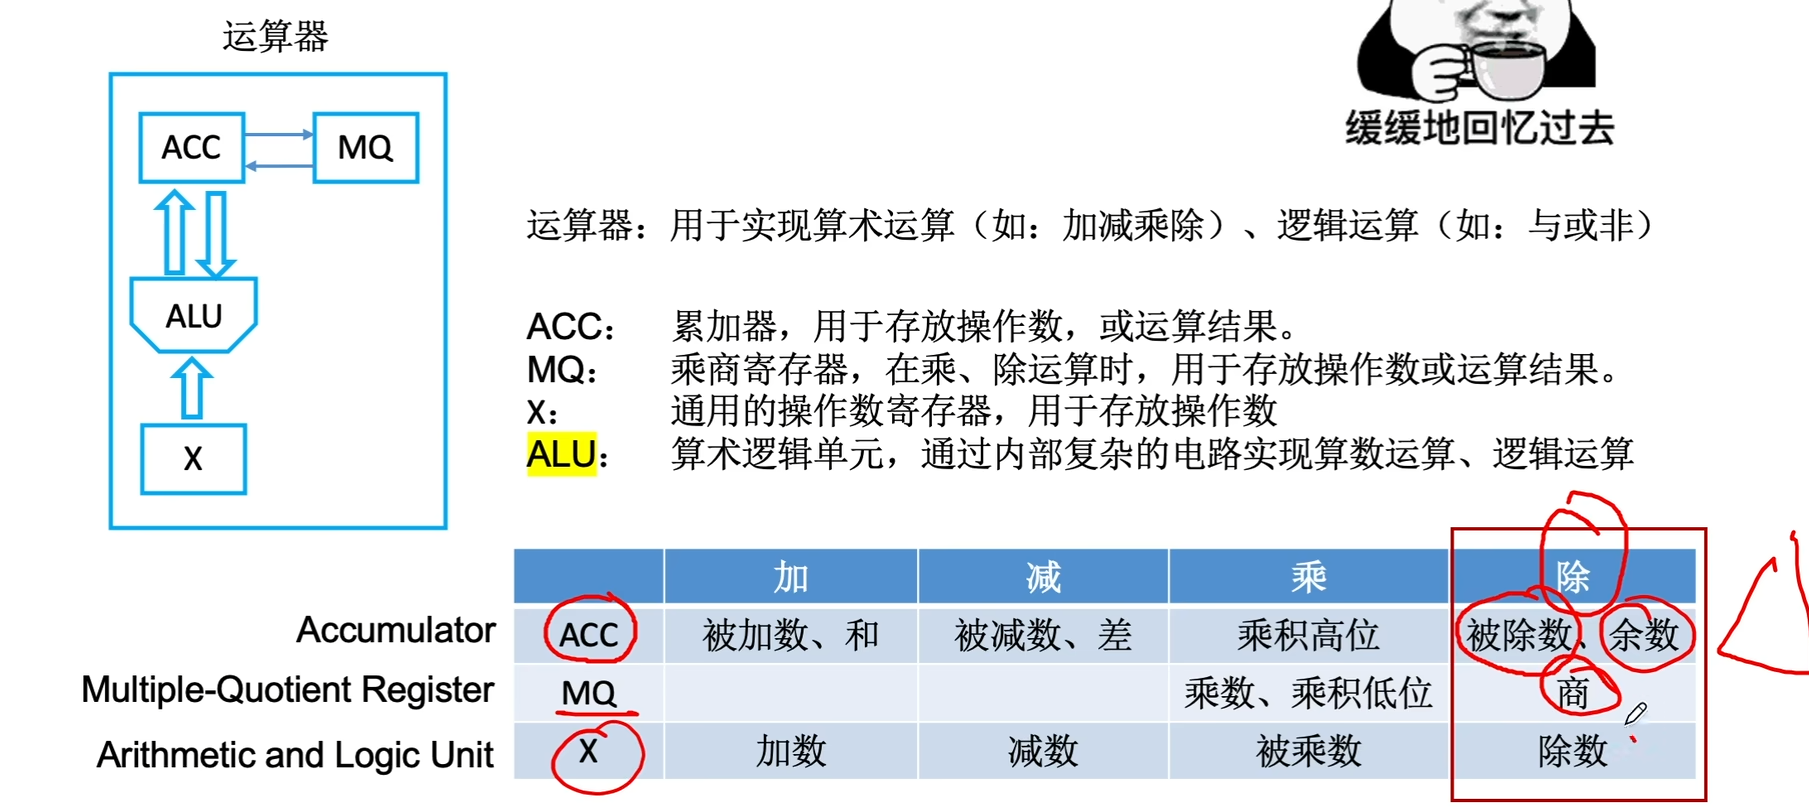 运算器
ACC
MQ
ALU
X
缓缓地回忆过去
运算器：用于实现算术运算（如：加减乘除）、逻辑运算（如：与或非）
ACC： 累加器，用于存放操作数，或运算结果。
MQ： 乘商寄存器，在乘、除运算时，用于存放操作数或运算结果。
X： 通用的操作数寄存器，用于存放操作数
ALU： 算术逻辑单元，通过内部复杂的电路实现算数运算、逻辑运算
加 减 乘 除
Accumulator ACC 被加数、和 被减数、差 乘积高位 被除数、余数
Multiple-Quotient Register MQ 乘数、乘积低位 商
Arithmetic and Logic Unit X 加数 减数 被乘数 除数